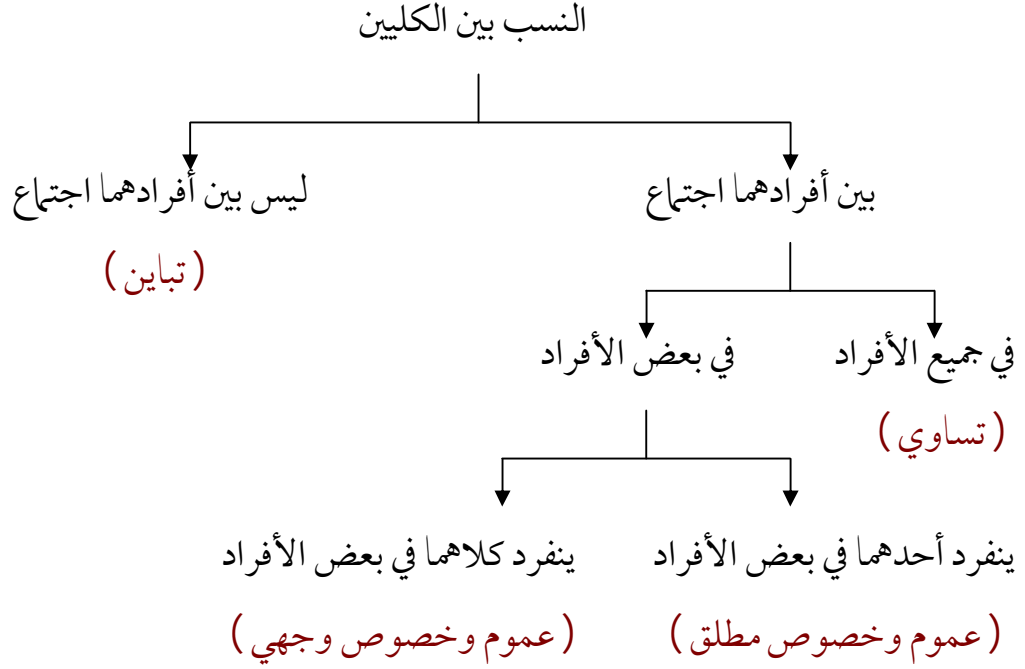 النسب بين الكليين
بين أفرادهما اجتماع
ليس بين أفرادهما اجتماع
( تباين )
في جميع الأفراد
في بعض الأفراد
( تساوي )
ينفرد أحدهما في بعض الأفراد
ينفرد كلاهما في بعض الأفراد
( عموم وخصوص مطلق )
( عموم وخصوص وجهي )